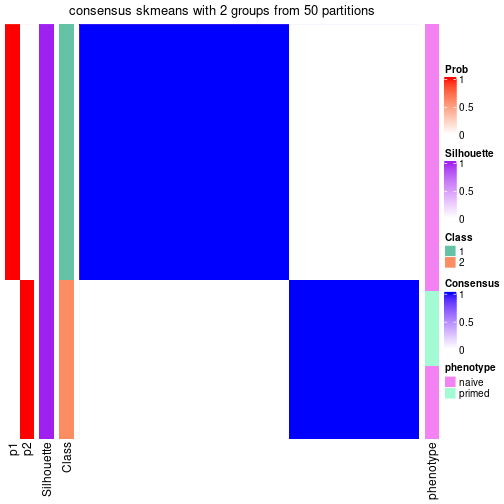 consensus skmeans with 2 groups from 50 partitions
Prob
1
0.5
0
Silhouette
1
0.5
0
Class
1
2
Consensus
1
0.5
0
phenotype
naive
primed
p1
p2
Silhouette
Class
phenotype